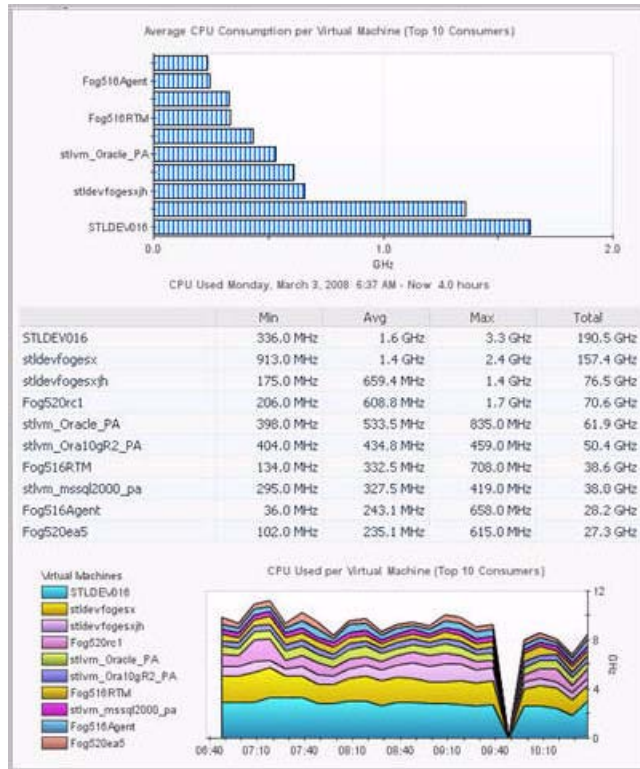 Average CPU Consumption per Virtual Machine (Top 10 Consumers)
Fog516Agent
Fog516RTM
stlvm_Oracle_PA
stldevfogesxjh
STLDEV016
0.0 1.0 2.0
GHz
CPU Used Monday, March 3, 2008 6:37 AM - Now 4.0 hours
Min Avg Max Total
STLDEV016 336.0 MHz 1.6 GHz 3.3 GHz 190.5 GHz
stldevfogesx 913.0 MHz 1.4 GHz 2.4 GHz 157.4 GHz
stldevfogesxjh 175.0 MHz 659.4 MHz 1.4 GHz 76.5 GHz
Fog520rc1 206.0 MHz 608.8 MHz 1.7 GHz 70.6 GHz
stlvm_Oracle_PA 398.0 MHz 533.5 MHz 835.0 MHz 61.9 GHz
stlvm_Ora10gR2_PA 404.0 MHz 434.8 MHz 459.0 MHz 50.4 GHz
Fog516RTM 134.0 MHz 332.5 MHz 708.0 MHz 38.6 GHz
stlvm_mssql2000_pa 295.0 MHz 327.5 MHz 419.0 MHz 38.0 GHz
Fog516Agent 36.0 MHz 243.1 MHz 658.0 MHz 28.2 GHz
Fog520ea5 102.0 MHz 235.1 MHz 615.0 MHz 27.3 GHz
CPU Used per Virtual Machine (Top 10 Consumers)
Virtual Machines
STLDEV016
stldevfogesx
stldevfogesxjh
Fog520rc1
stlvm_Oracle_PA
stlvm_Ora10gR2_PA
Fog516RTM
stlvm_mssql2000_pa
Fog516Agent
Fog520ea5
12
8
4
0
GHz
06:40 07:10 07:40 08:10 08:40 09:10 09:40 10:10